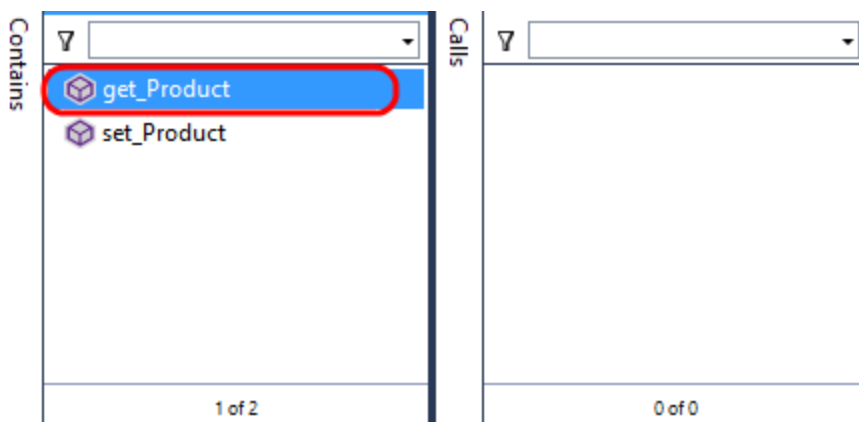 Contains
get_Product
set_Product
1 of 2
Calls
0 of 0